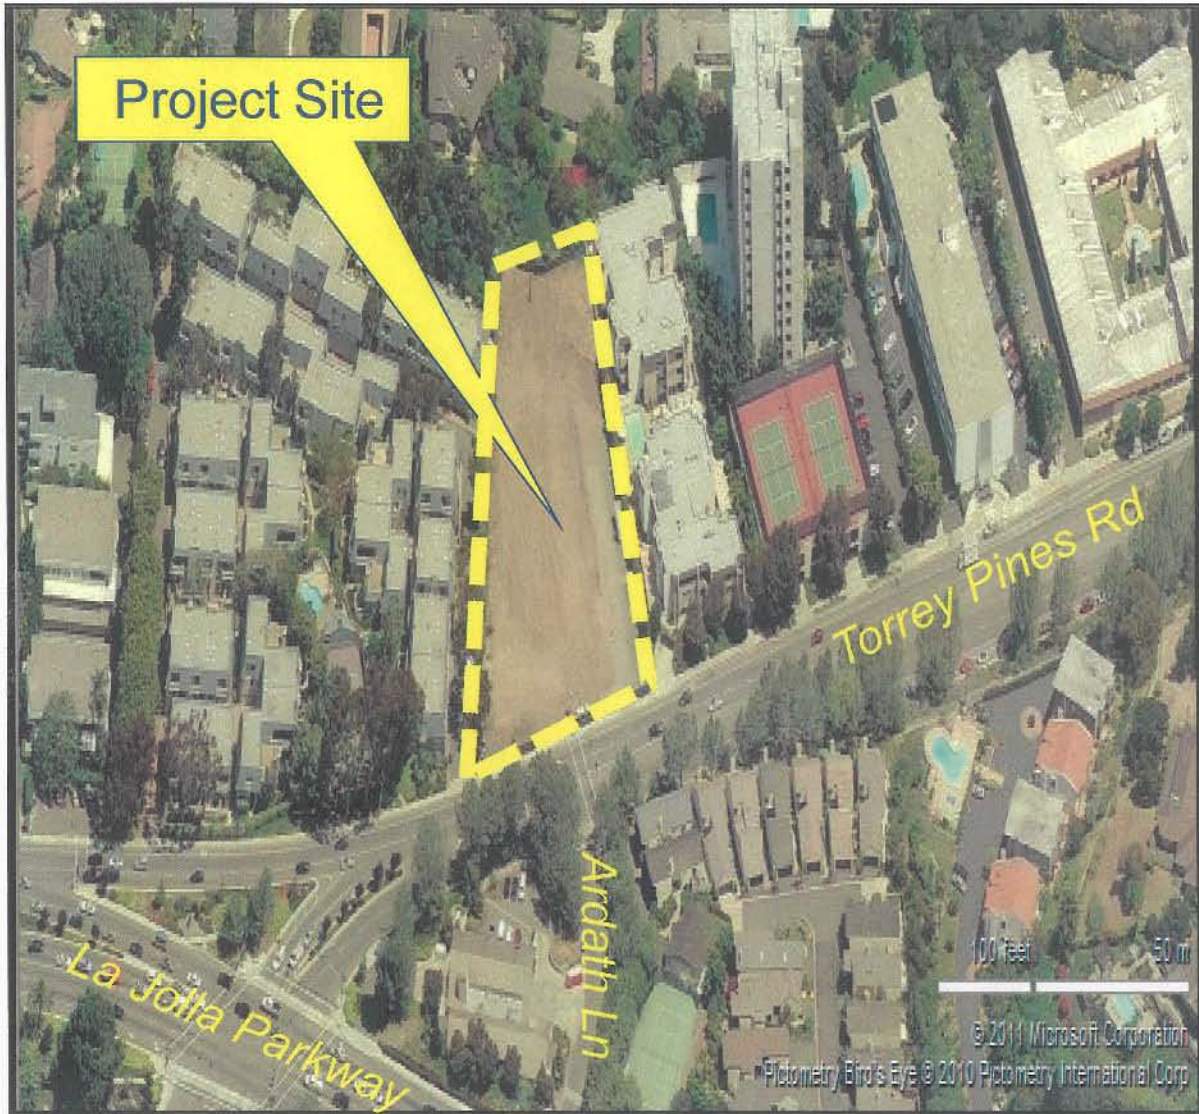 Project Site
Torrey Pines Rd
Ardath Ln
La Jolla Parkway
100 feet
50 m
© 2011 Microsoft Corporation
Pictometry Bird's Eye © 2010 Pictometry International Corp